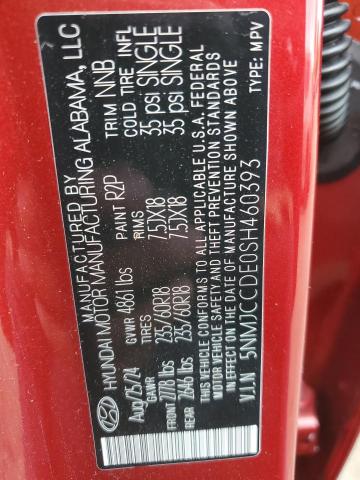 MANUFACTURED BY
HYUNDAI MOTOR MANUFACTURING ALABAMA, LLC
Aug/25/24 GVWR 4861 lbs PAINT R2P TRIM NNB
GAWR TIRES RIMS COLD TIRE INFL
FRONT 2778 lbs 235/60R18 7.5JX18 35 psi SINGLE
REAR 2646 lbs 235/60R18 7.5JX18 35 psi SINGLE
THIS VEHICLE CONFORMS TO ALL APPLICABLE U.S.A. FEDERAL
MOTOR VEHICLE SAFETY AND THEFT PREVENTION STANDARDS
IN EFFECT ON THE DATE OF MANUFACTURE SHOWN ABOVE.
V.I.N 5NMJCCDE0SH460393 TYPE: MPV